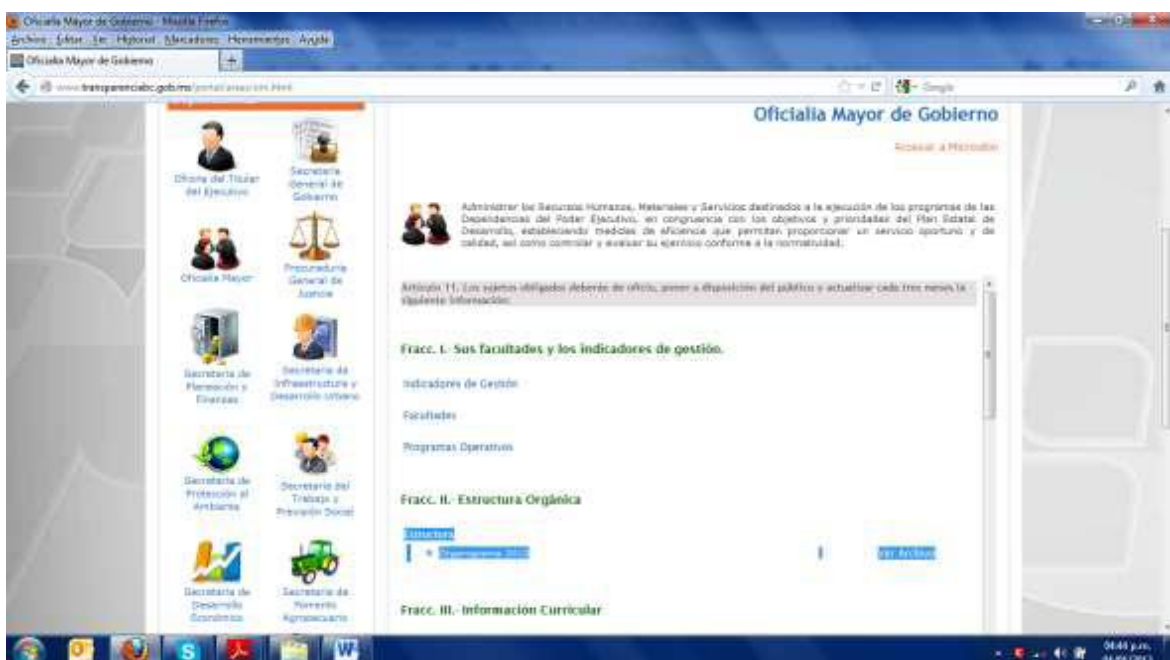 Oficialía Mayor de Gobierno - Mozilla Firefox
Archivo Editar Ver Historial Marcadores Herramientas Ayuda
Oficialía Mayor de Gobierno
www.transparenciabc.gob.mx
Google
Oficialia Mayor de Gobierno
Accesar a Micrositio
Oficina del Titular
del Ejecutivo
Secretaría
General de
Gobierno
Oficialía Mayor
Procuraduría
General de
Justicia
Secretaría de
Planeación y
Finanzas
Secretaría de
Infraestructura y
Desarrollo Urbano
Secretaría de
Protección al
Ambiente
Secretaría del
Trabajo y
Previsión Social
Secretaría de
Desarrollo
Económico
Secretaría de
Fomento
Agropecuario
Administrar los Recursos Humanos, Materiales y Servicios destinados a la ejecución de los programas de las
Dependencias del Poder Ejecutivo, en congruencia con los objetivos y prioridades del Plan Estatal de
Desarrollo, estableciendo medidas de eficiencia que permitan proporcionar un servicio oportuno y de
calidad, así como controlar y evaluar su ejercicio conforme a la normatividad.
Artículo 11. Los sujetos obligados deberán de oficio, poner a disposición del público y actualizar cada tres meses la
siguiente información:
Fracc. I.- Sus facultades y los indicadores de gestión.
Indicadores de Gestión
Facultades
Programas Operativos
Fracc. II.- Estructura Orgánica
Estructura
Organigrama
Ver Archivo
Fracc. III.- Información Curricular
04:44 p.m.